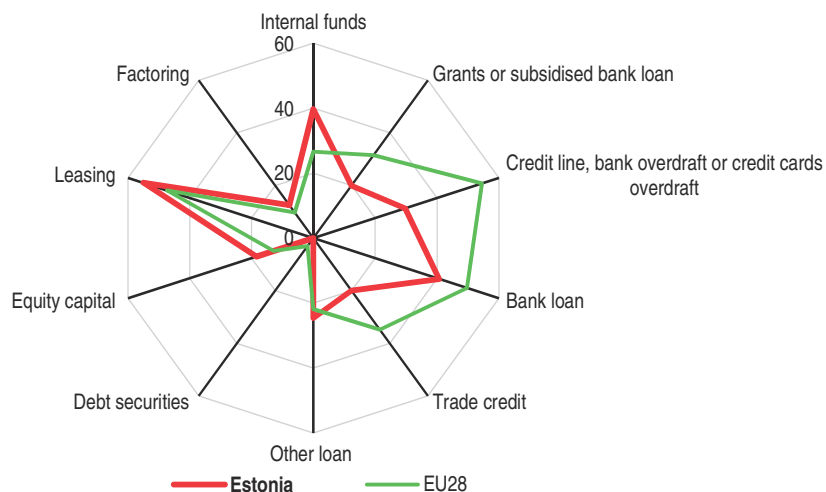 Internal funds
60
Factoring
Grants or subsidised bank loan
40
Leasing
20
Credit line, bank overdraft or credit cards
overdraft
0
Equity capital
Bank loan
Debt securities
Trade credit
Other loan
Estonia
EU28